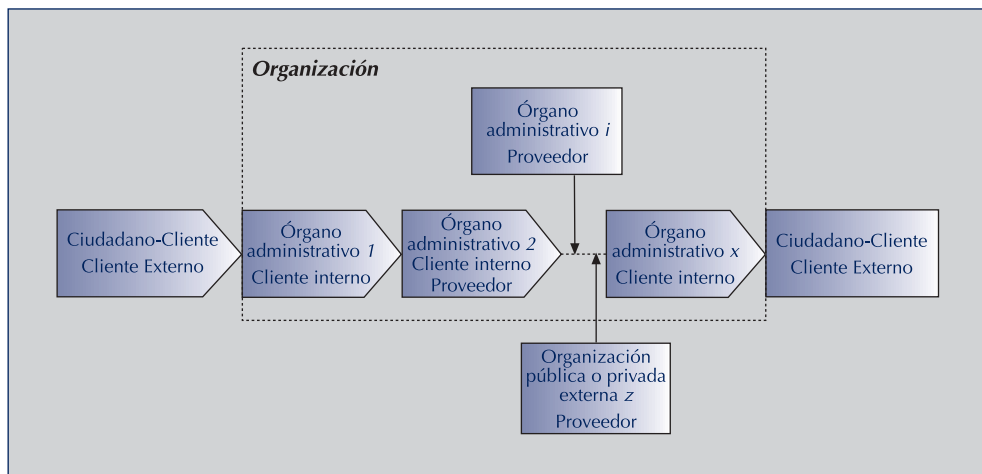 Organización
Órgano
administrativo i
Proveedor
Ciudadano-Cliente
Cliente Externo
Órgano
administrativo 1
Cliente interno
Órgano
administrativo 2
Cliente interno
Proveedor
Órgano
administrativo x
Cliente interno
Ciudadano-Cliente
Cliente Externo
Organización
pública o privada
externa z
Proveedor